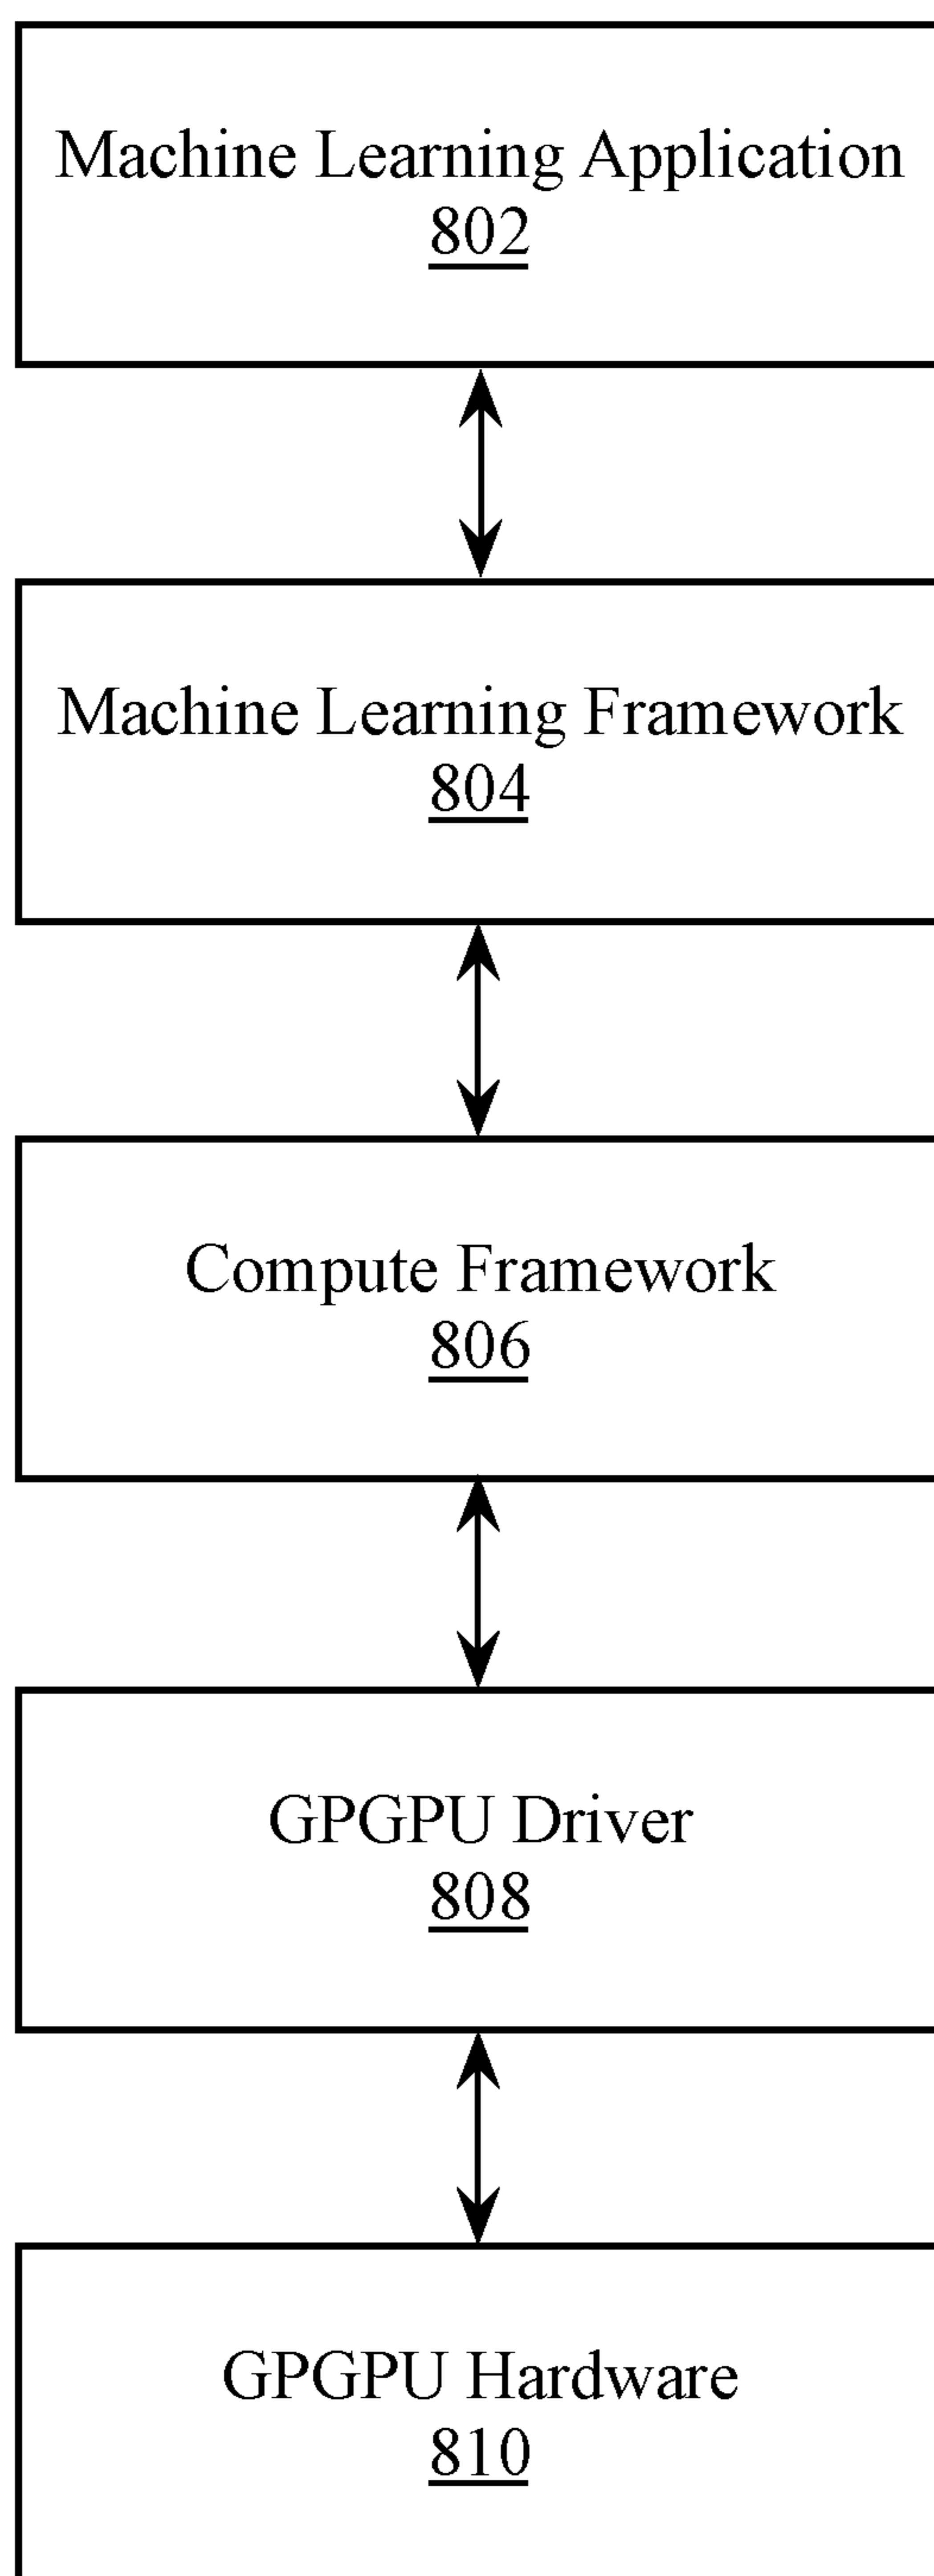 Machine Learning Application
802
Machine Learning Framework
804
Compute Framework
806
GPGPU Driver
808
GPGPU Hardware
810